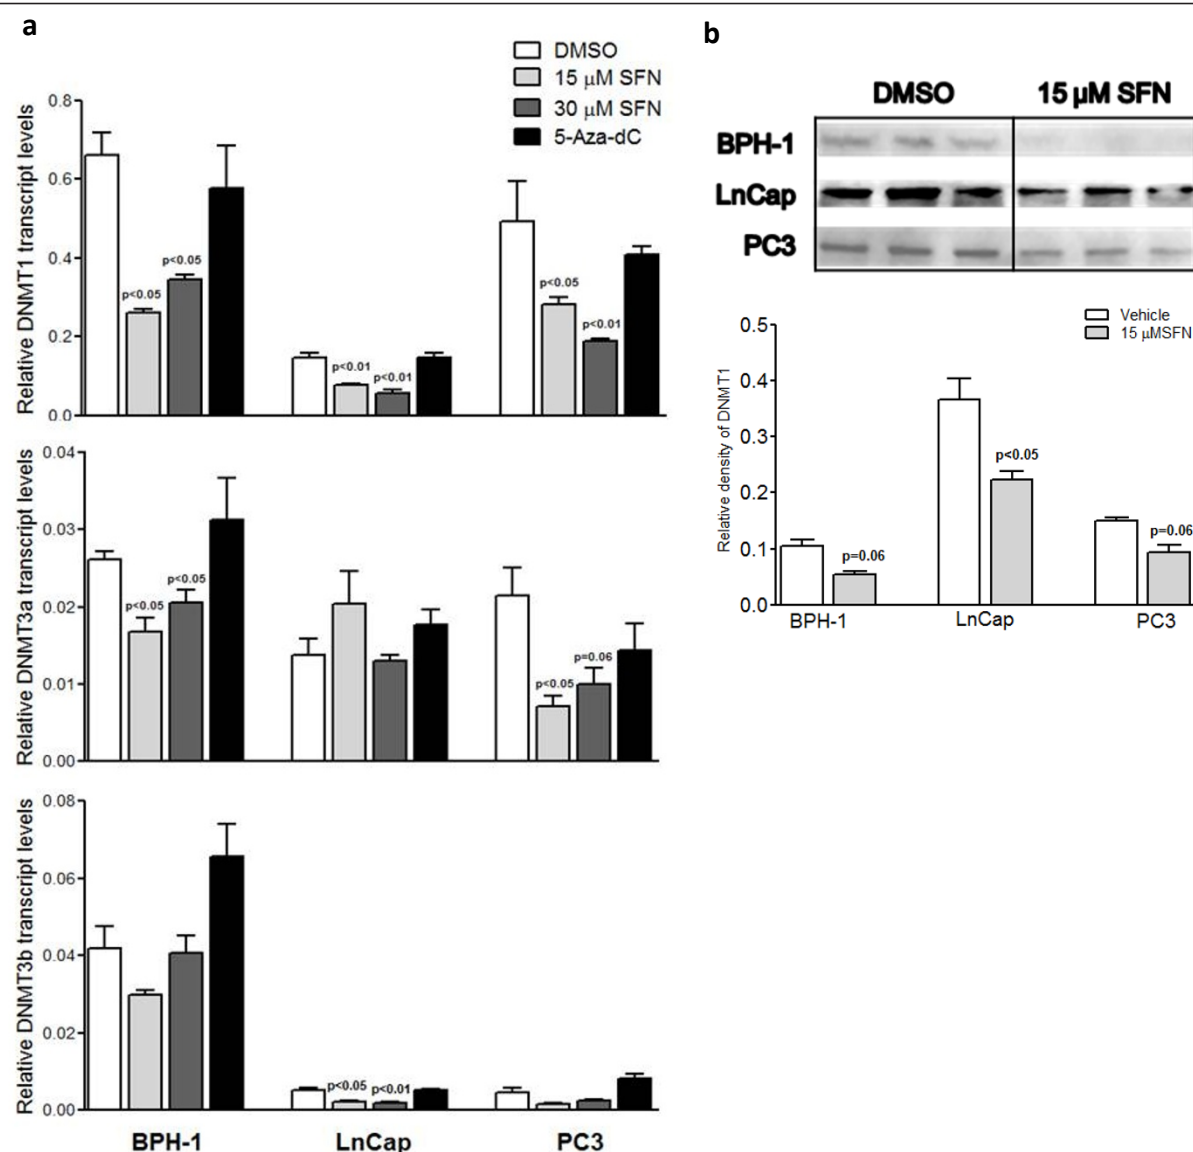 a
DMSO
15 µM SFN
30 µM SFN
5-Aza-dC
Relative DNMT1 transcript levels
0.8
0.6
0.4
0.2
0.0
p<0.05
p<0.05
p<0.01
p<0.01
p<0.05
p<0.01
Relative DNMT3a transcript levels
0.04
0.03
0.02
0.01
0.00
p<0.05
p<0.05
p<0.05
p=0.06
Relative DNMT3b transcript levels
0.08
0.06
0.04
0.02
0.00
p<0.05 p<0.01
BPH-1 LnCap PC3
b
DMSO 15 µM SFN
BPH-1
LnCap
PC3
Vehicle
15 µMSFN
Relative density of DNMT1
0.5
0.4
0.3
0.2
0.1
0.0
p=0.06
p<0.05
p=0.06
BPH-1 LnCap PC3